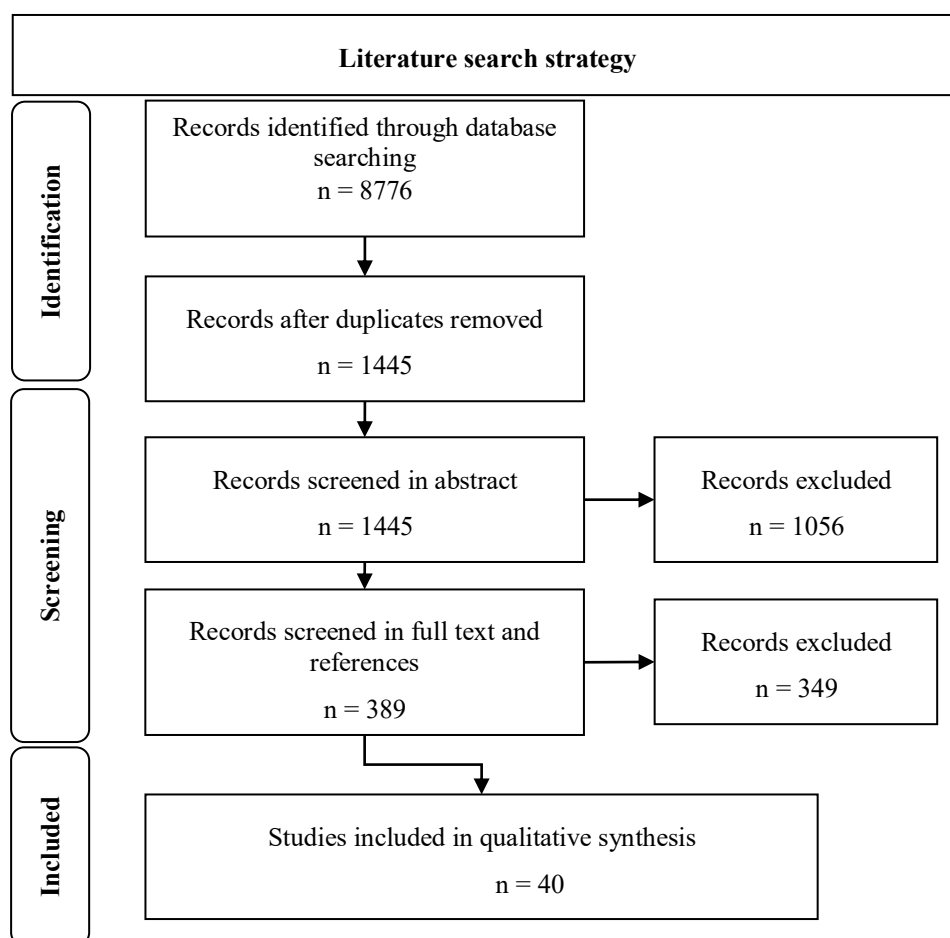 Literature search strategy
Identification
Records identified through database
searching
n = 8776
Records after duplicates removed
n = 1445
Screening
Records screened in abstract
n = 1445
Records excluded
n = 1056
Records screened in full text and
references
n = 389
Records excluded
n = 349
Included
Studies included in qualitative synthesis
n = 40